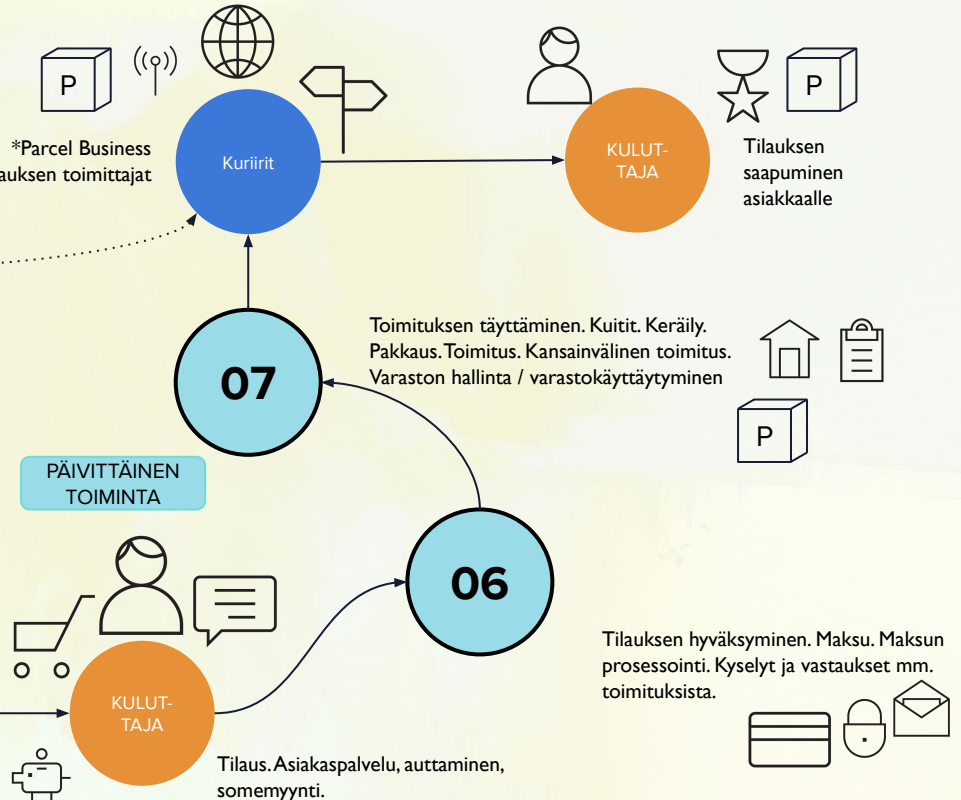 P
*Parcel Business
auksen toimittajat
Kuriirit
KULUT-
TAJA
P
Tilauksen
saapuminen
asiakkaalle
07
Toimituksen täyttäminen. Kuitit. Keräily.
Pakkaus. Toimitus. Kansainvälinen toimitus.
Varaston hallinta / varastokäyttäytyminen
P
PÄIVITTÄINEN
TOIMINTA
06
Tilauksen hyväksyminen. Maksu. Maksun
prosessointi. Kyselyt ja vastaukset mm.
toimituksista.
KULUT-
TAJA
Tilaus. Asiakaspalvelu, auttaminen,
somemyynti.